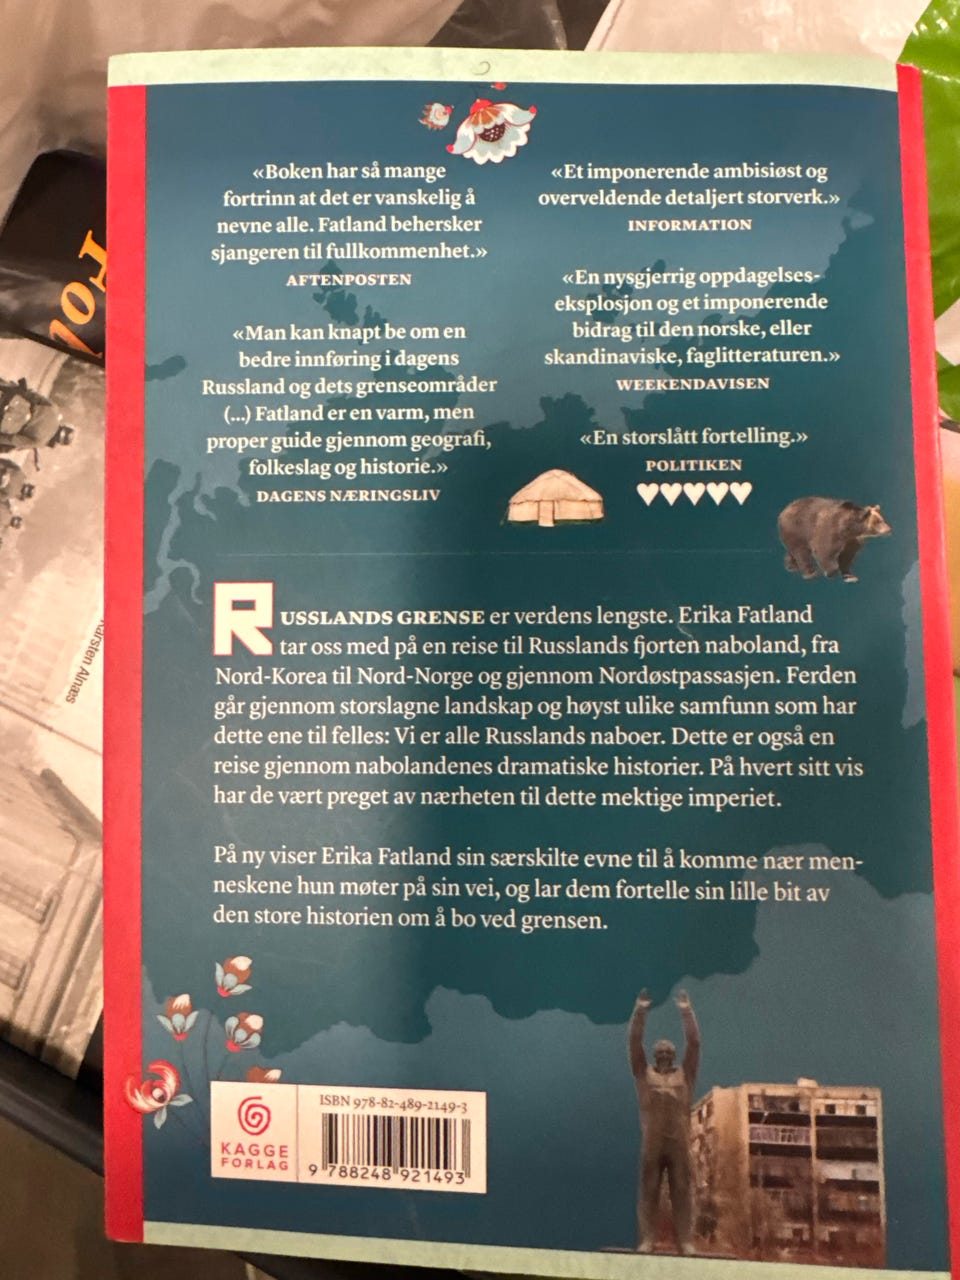 «Boken har så mange
fortrinn at det er vanskelig å
nevne alle. Fatland behersker
sjangeren til fullkommenhet.»
AFTENPOSTEN
«Man kan knapt be om en
bedre innføring i dagens
Russland og dets grenseområder
(...) Fatland er en varm, men
proper guide gjennom geografi,
folkeslag og historie.»
DAGENS NÆRINGSLIV
«Et imponerende ambisiøst og
overveldende detaljert storverk.»
INFORMATION
«En nysgjerrig oppdagelses-
eksplosjon og et imponerende
bidrag til den norske, eller
skandinaviske, faglitteraturen.»
WEEKENDAVISEN
«En storslått fortelling.»
POLITIKEN
RUSSLANDS GRENSE er verdens lengste. Erika Fatland
tar oss med på en reise til Russlands fjorten naboland, fra
Nord-Korea til Nord-Norge og gjennom Nordøstpassasjen. Ferden
går gjennom storslagne landskap og høyst ulike samfunn som har
dette ene til felles: Vi er alle Russlands naboer. Dette er også en
reise gjennom nabolandenes dramatiske historier. På hvert sitt vis
har de vært preget av nærheten til dette mektige imperiet.
På ny viser Erika Fatland sin særskilte evne til å komme nær men-
neskene hun møter på sin vei, og lar dem fortelle sin lille bit av
den store historien om å bo ved grensen.
KAGGE
FORLAG
ISBN 978-82-489-2149-3
9 788248 921493
Karsten Alnæs